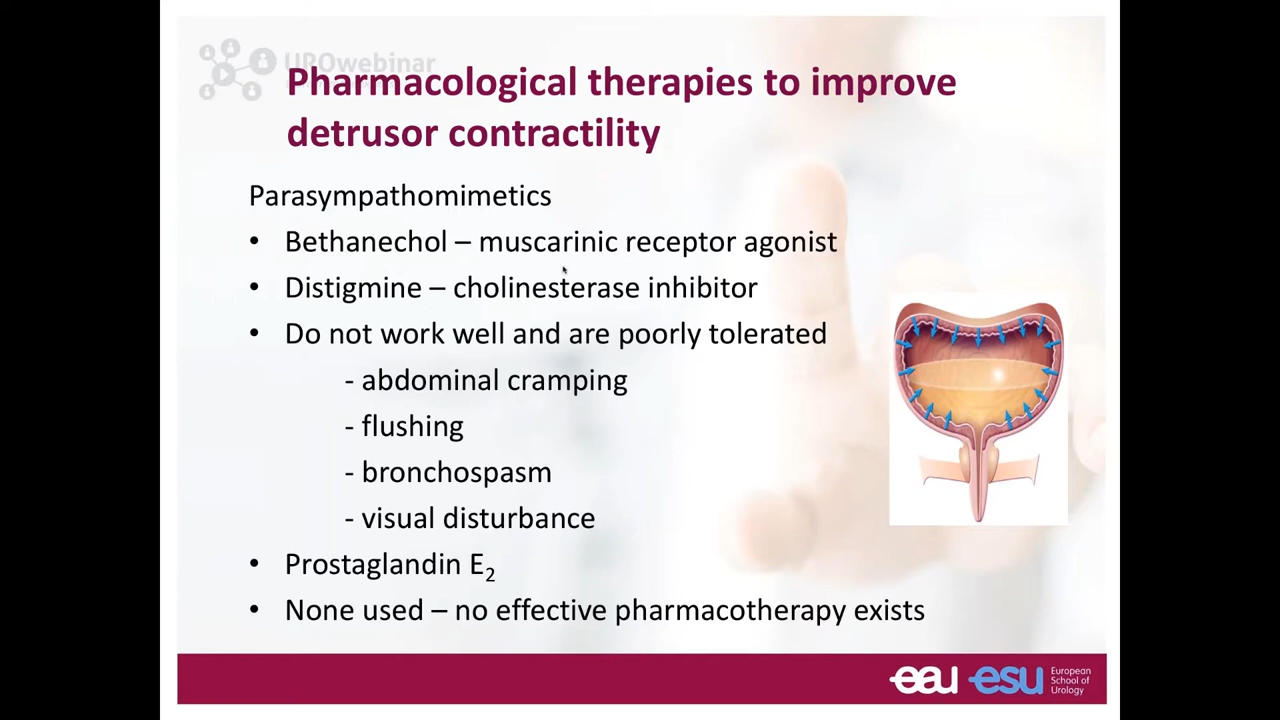 UROwebinar
Pharmacological therapies to improve
detrusor contractility
Parasympathomimetics
• Bethanechol – muscarinic receptor agonist
• Distigmine – cholinesterase inhibitor
• Do not work well and are poorly tolerated
- abdominal cramping
- flushing
- bronchospasm
- visual disturbance
• Prostaglandin E₂
• None used – no effective pharmacotherapy exists
eau esu European
School of
Urology